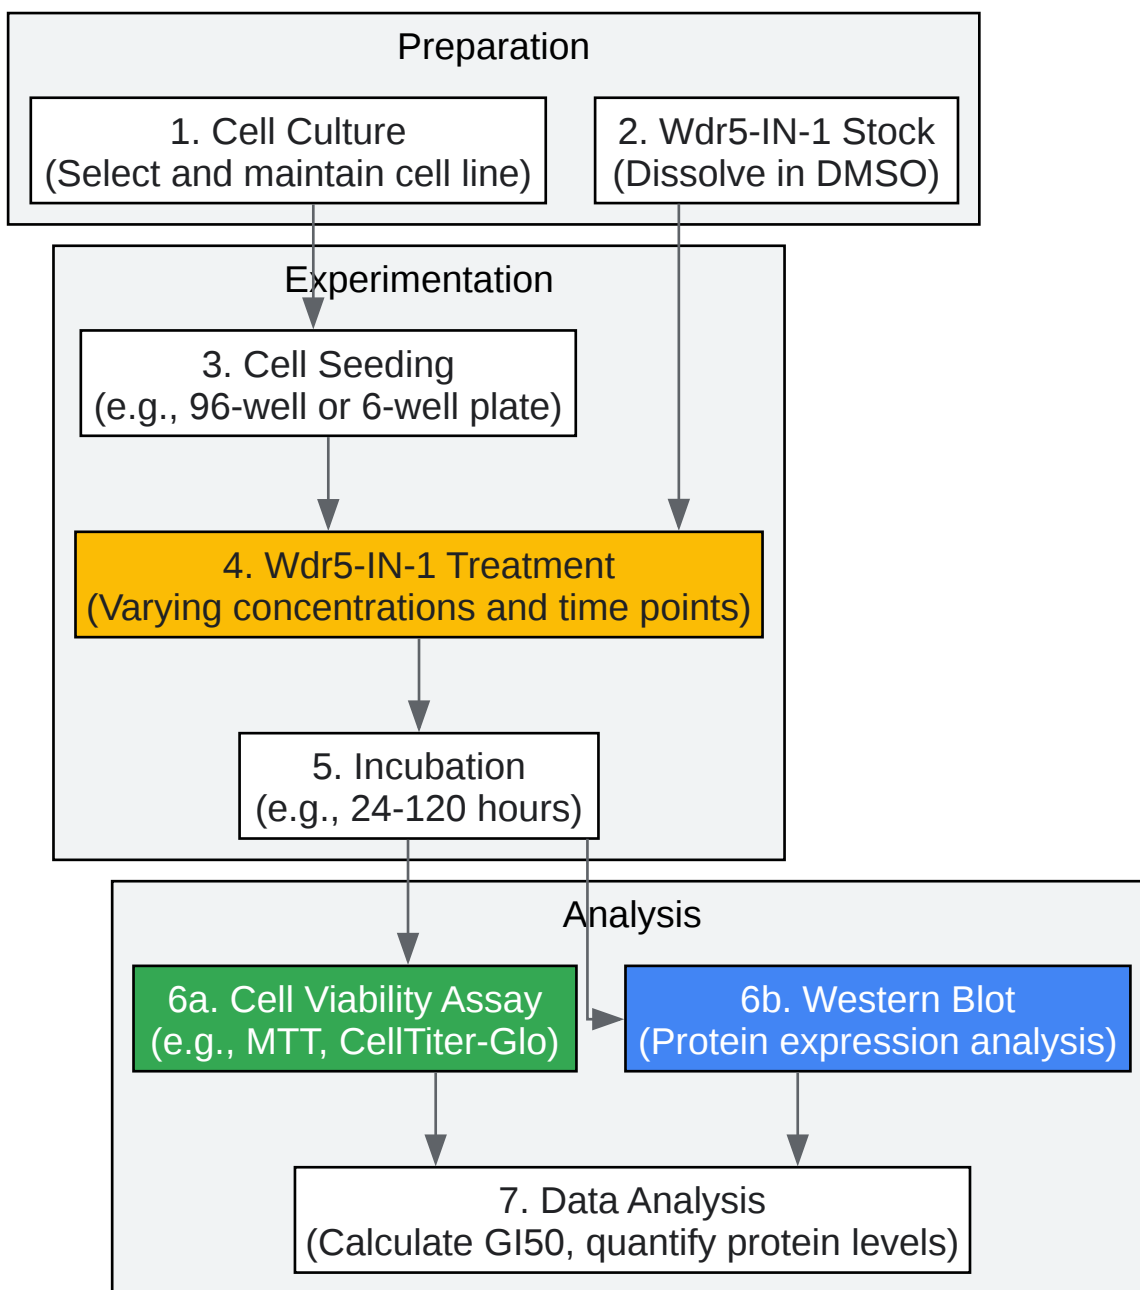 Preparation
1. Cell Culture
(Select and maintain cell line)
2. Wdr5-IN-1 Stock
(Dissolve in DMSO)
Experimentation
3. Cell Seeding
(e.g., 96-well or 6-well plate)
4. Wdr5-IN-1 Treatment
(Varying concentrations and time points)
5. Incubation
(e.g., 24-120 hours)
Analysis
6a. Cell Viability Assay
(e.g., MTT, CellTiter-Glo)
6b. Western Blot
(Protein expression analysis)
7. Data Analysis
(Calculate GI50, quantify protein levels)